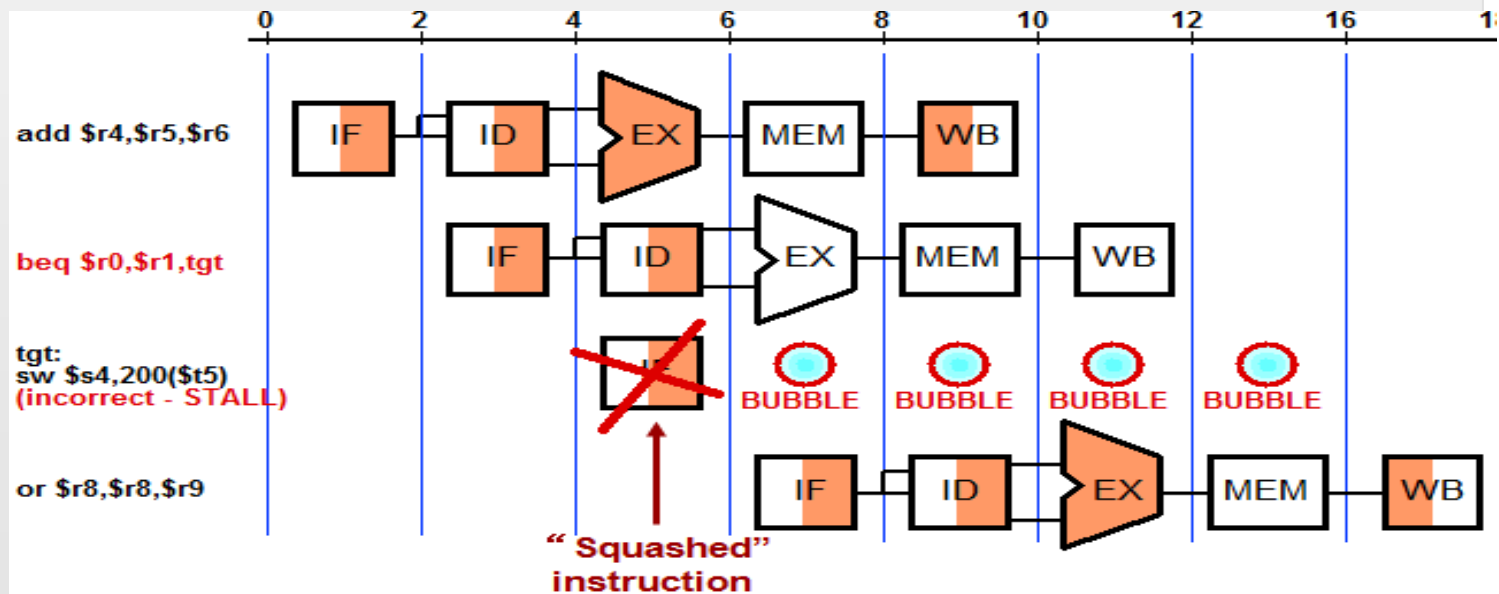 0 2 4 6 8 10 12 16 18
add $r4,$r5,$r6 IF ID EX MEM WB
beq $r0,$r1,tgt IF ID EX MEM WB
tgt:
sw $s4,200($t5) IF
(incorrect - STALL) BUBBLE BUBBLE BUBBLE BUBBLE
or $r8,$r8,$r9 IF ID EX MEM WB
“ Squashed”
instruction